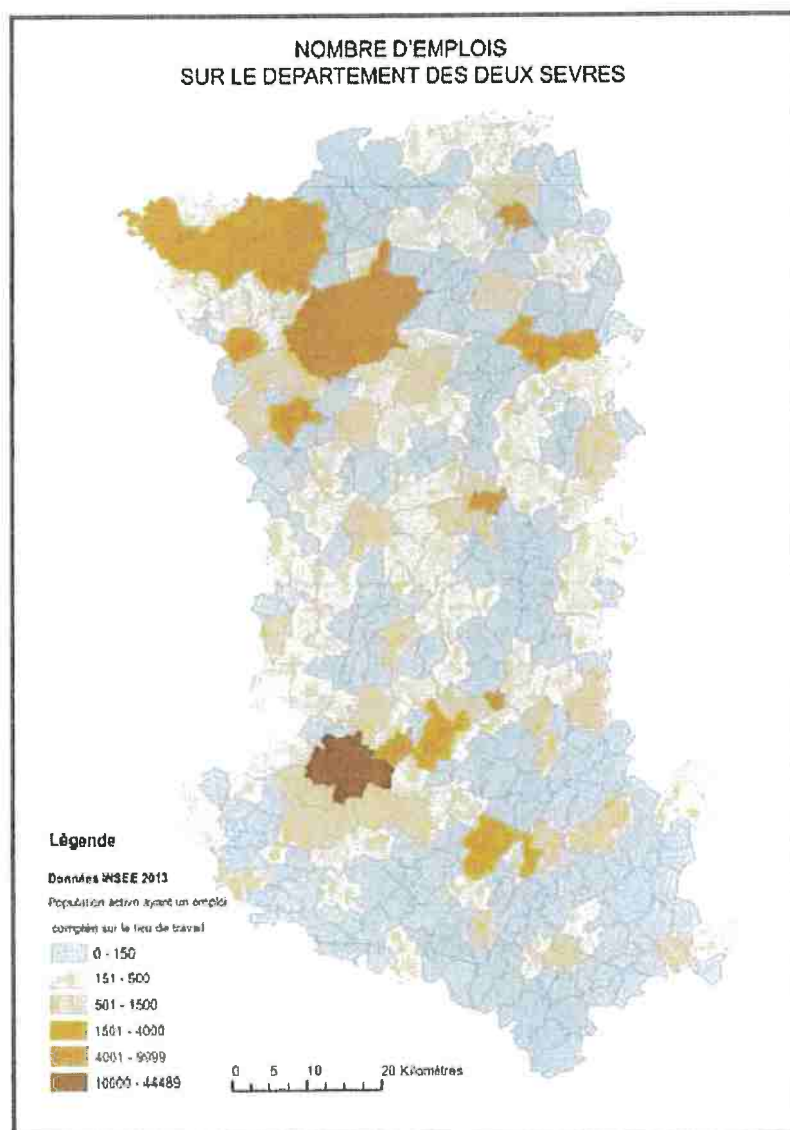 NOMBRE D'EMPLOIS
SUR LE DEPARTEMENT DES DEUX SEVRES
Légende
Données INSEE 2013
Population active ayant un emploi
comptée sur le lieu de travail
0 - 150
151 - 500
501 - 1500
1501 - 4000
4001 - 9999
10000 - 44489
0 5 10 20 Kilomètres